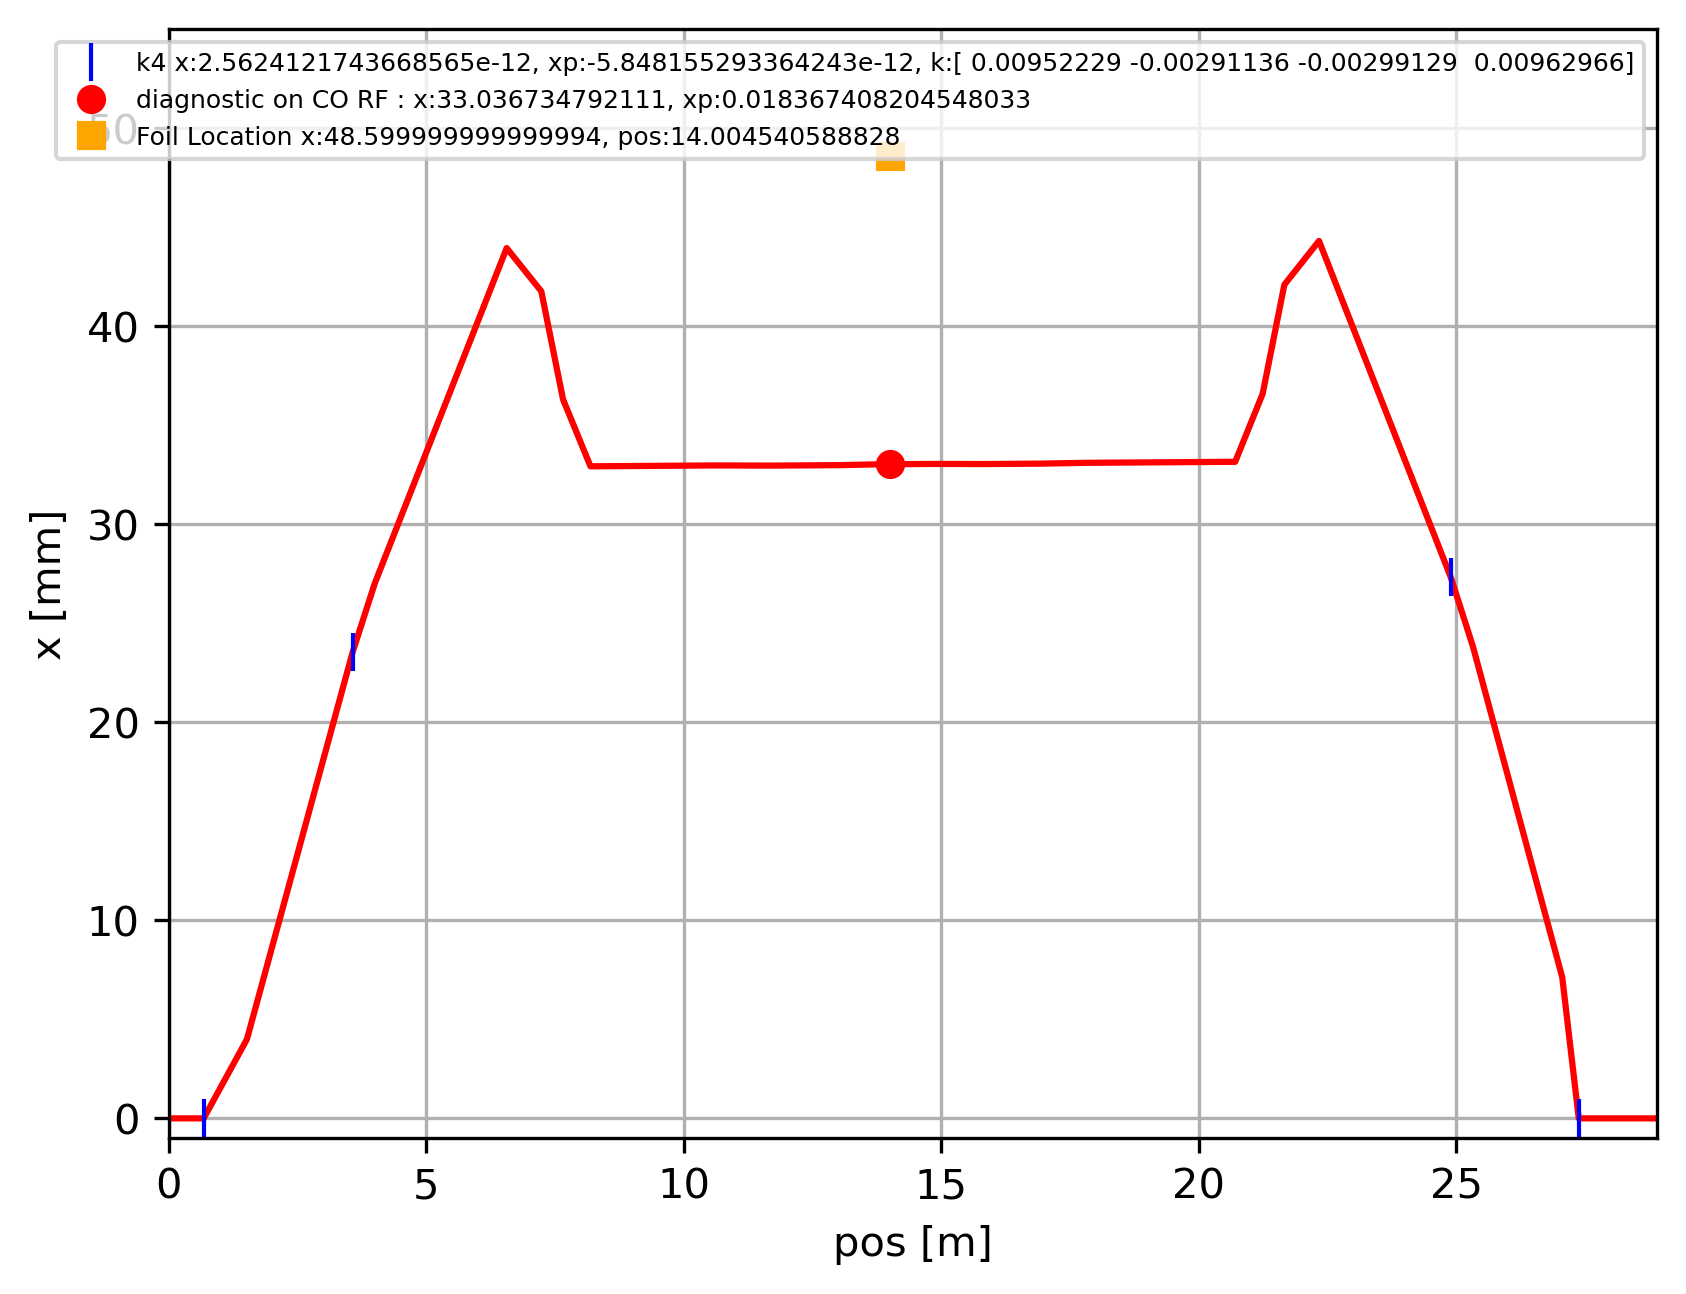 k4 x:2.5624121743668565e-12, xp:-5.848155293364243e-12, k:[ 0.00952229 -0.00291136 -0.00299129  0.00962966]
diagnostic on CO RF : x:33.036734792111, xp:0.018367408204548033
Foil Location x:48.599999999999994, pos:14.004540588828
50
40
30
20
10
0
x [mm]
0 5 10 15 20 25
pos [m]